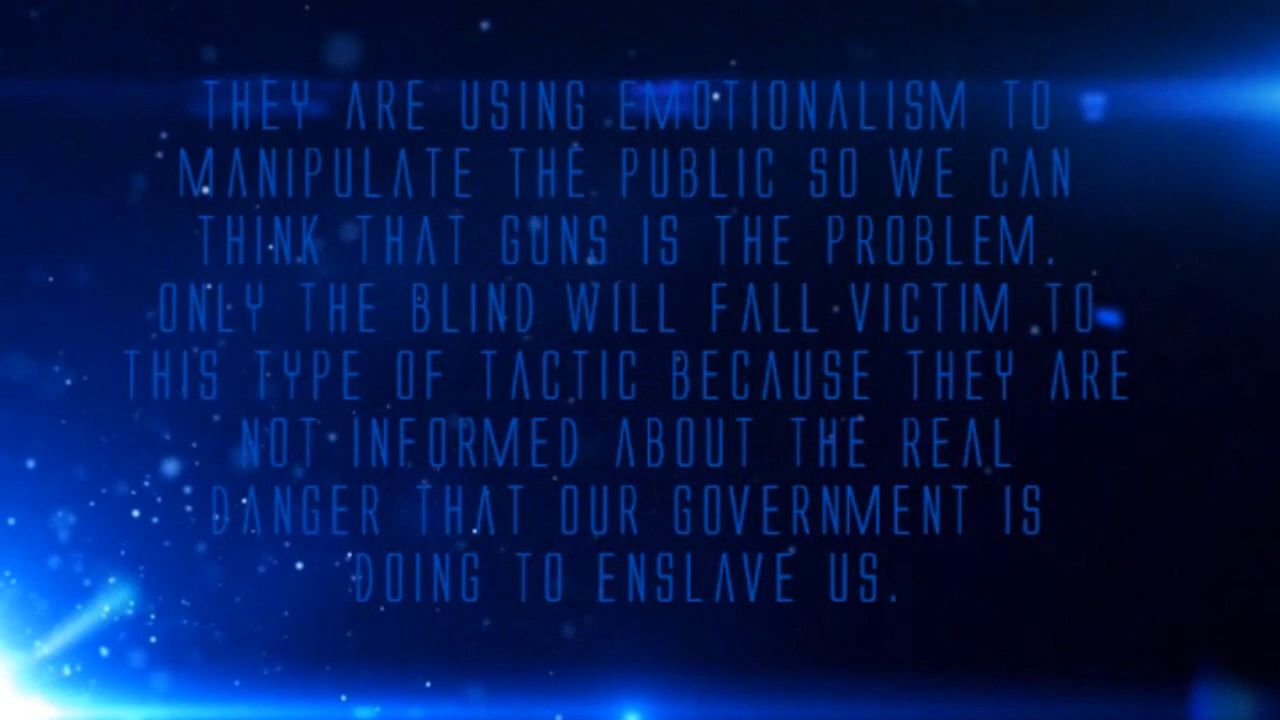 THEY ARE USING EMOTIONALISM TO
MANIPULATE THE PUBLIC SO WE CAN
THINK THAT GUNS IS THE PROBLEM.
ONLY THE BLIND WILL FALL VICTIM TO
THIS TYPE OF TACTIC BECAUSE THEY ARE
NOT INFORMED ABOUT THE REAL
DANGER THAT OUR GOVERNMENT IS
DOING TO ENSLAVE US.